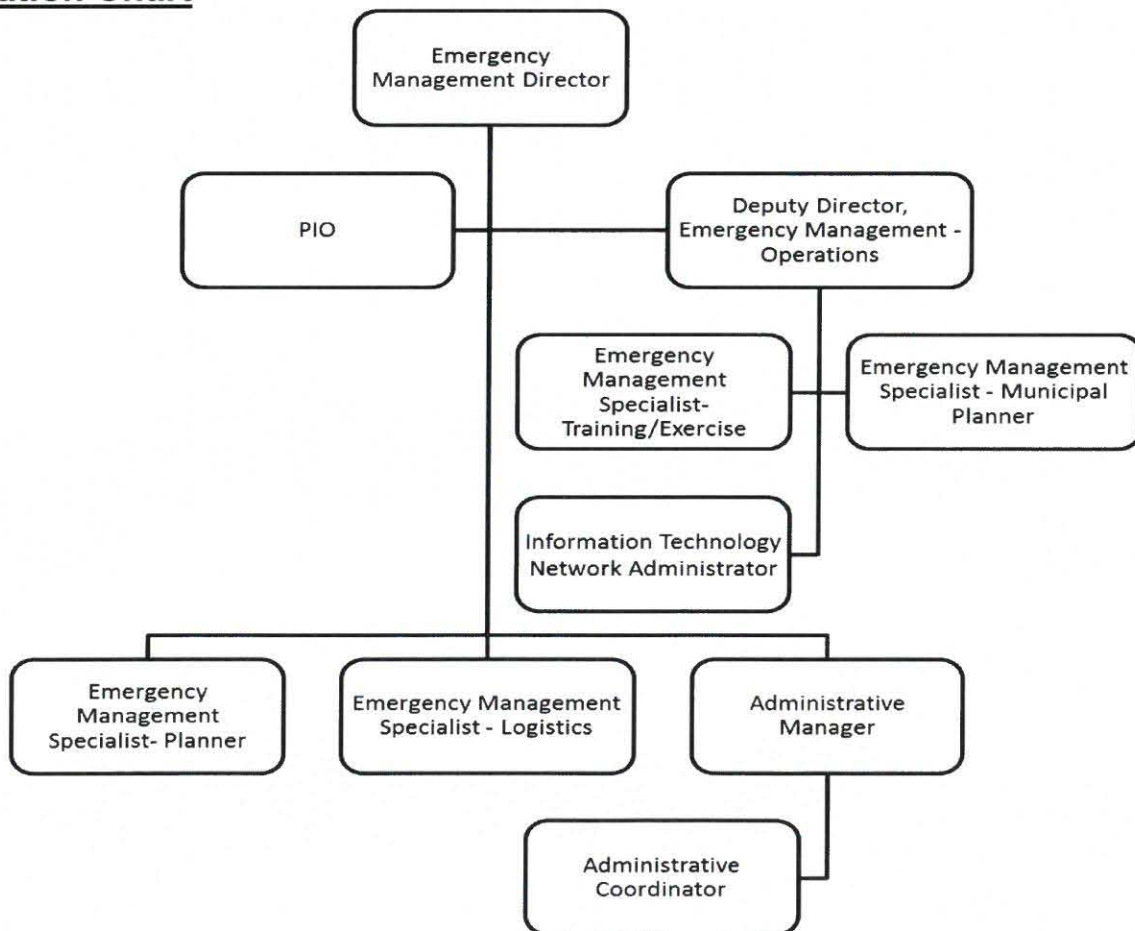 Emergency
Management Director
PIO
Deputy Director,
Emergency Management -
Operations
Emergency
Management
Specialist-
Training/Exercise
Emergency Management
Specialist - Municipal
Planner
Information Technology
Network Administrator
Emergency
Management
Specialist- Planner
Emergency Management
Specialist - Logistics
Administrative
Manager
Administrative
Coordinator